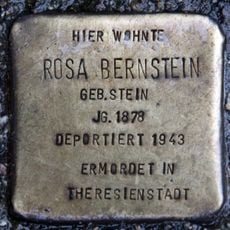 HIER WOHNTE
ROSA BERNSTEIN
GEB. STEIN
JG. 1878
DEPORTIERT 1943
ERMORDET IN
THERESIENSTADT